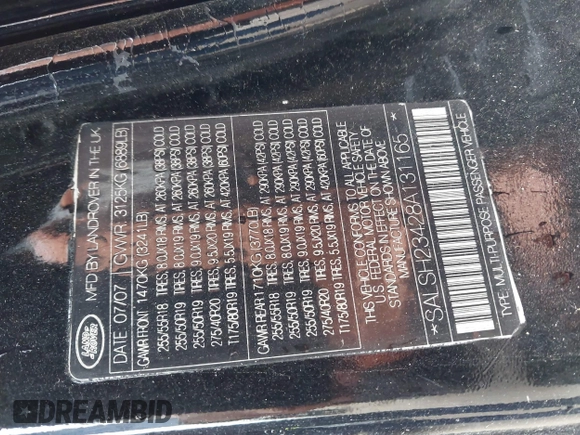 LAND ROVER
MFD BY LANDROVER IN THE UK
DATE 07/07 GVWR 3125KG (6889LB)
GAWR FRONT 1470KG (3241LB)
255/55R18 TIRES. 8.0JX18 RIMS, AT 260KPA (38PSI) COLD
255/50R19 TIRES. 8.0JX19 RIMS, AT 260KPA (38PSI) COLD
255/50R19 TIRES. 9.0JX19 RIMS, AT 260KPA (38PSI) COLD
275/40R20 TIRES. 9.5JX20 RIMS, AT 260KPA (38PSI) COLD
T175/80R19 TIRES. 5.5JX19 RIMS, AT 420KPA (60PSI) COLD
GAWR REAR 1710KG (3770LB)
255/55R18 TIRES. 8.0JX18 RIMS, AT 290KPA (42PSI) COLD
255/50R19 TIRES. 8.0JX19 RIMS, AT 290KPA (42PSI) COLD
255/50R19 TIRES. 9.0JX19 RIMS, AT 290KPA (42PSI) COLD
275/40R20 TIRES. 9.5JX20 RIMS, AT 290KPA (42PSI) COLD
T175/80R19 TIRES. 5.5JX19 RIMS, AT 420KPA (60PSI) COLD
THIS VEHICLE CONFORMS TO ALL APPLICABLE
U.S. FEDERAL MOTOR VEHICLE SAFETY-
STANDARDS IN EFFECT ON THE DATE OF
MANUFACTURE SHOWN ABOVE.
*SALSH23428A131165*
TYPE: MULTI-PURPOSE PASSENGER VEHICLE
DREAMBID